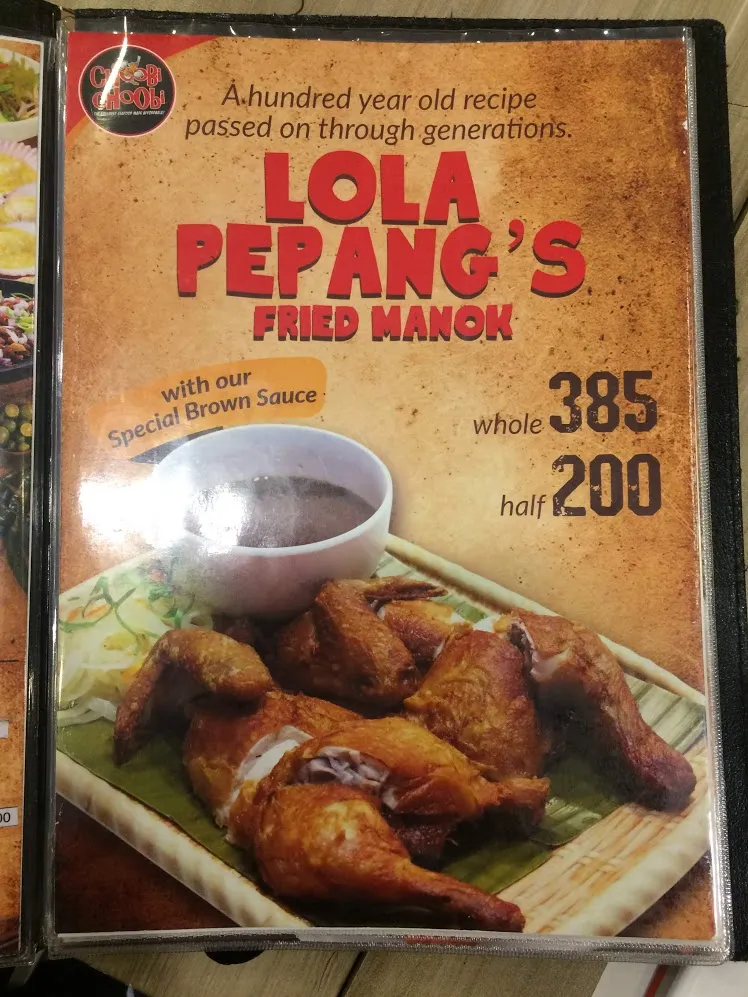 CHOOBI
CHOOBI
A hundred year old recipe
passed on through generations.
LOLA
PEPANG'S
FRIED MANOK
with our
Special Brown Sauce
whole 385
half 200
00